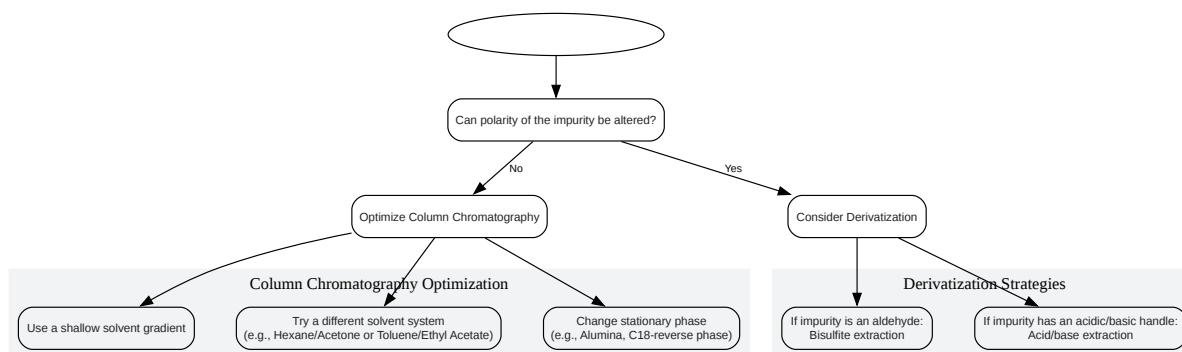 Can polarity of the impurity be altered?
No
Yes
Optimize Column Chromatography
Consider Derivatization
Column Chromatography Optimization
Derivatization Strategies
Use a shallow solvent gradient
Try a different solvent system
(e.g., Hexane/Acetone or Toluene/Ethyl Acetate)
Change stationary phase
(e.g., Alumina, C18-reverse phase)
If impurity is an aldehyde:
Bisulfite extraction
If impurity has an acidic/basic handle:
Acid/base extraction